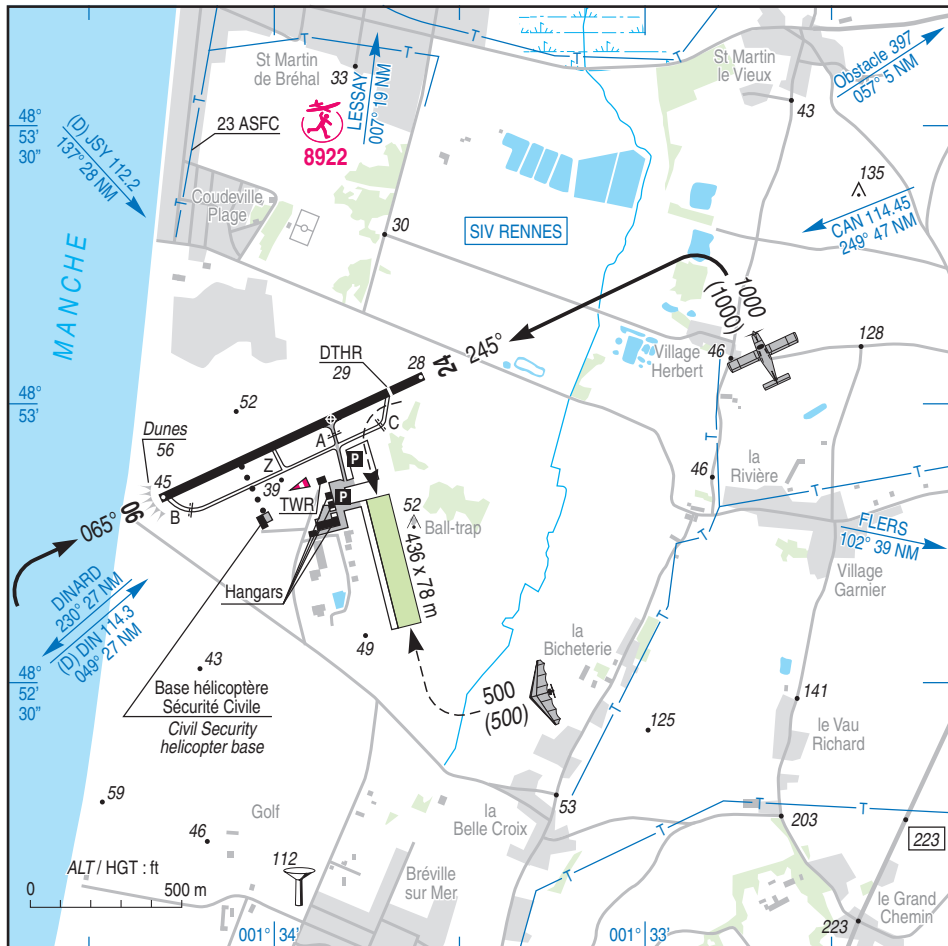 St Martin
de Bréhal
33
LESSAY
007° 19 NM
St Martin
le Vieux
Obstacle 397
057° 5 NM
43
48°
53'
30"
23 ASFC
8922
(D) JSY 112.2
137° 28 NM
135
CAN 114.45
249° 47 NM
Coudeville
Plage
30
SIV RENNES
MANCHE
1000
(1000)
DTHR
29
28
24
245°
Village
Herbert
46
128
48°
53'
52
Dunes
56
45
A
C
Z
P
39
TWR
P
B
06
065°
52
Ball-trap
46
la
Rivière
FLERS
102° 39 NM
Village
Garnier
436 x 78 m
Hangars
DINARD
230° 27 NM
(D) DIN 114.3
049° 27 NM
49
la
Bicheterie
48°
52'
30"
43
Base hélicoptère
Sécurité Civile
Civil Security
helicopter base
500
(500)
141
125
le Vau
Richard
59
Golf
46
53
la
Belle Croix
203
223
ALT / HGT : ft
112
0
500 m
Bréville
sur Mer
le Grand
Chemin
223
001°
34'
001°
33'
T
T
T
T
T
T
T
T
T
T
T
T